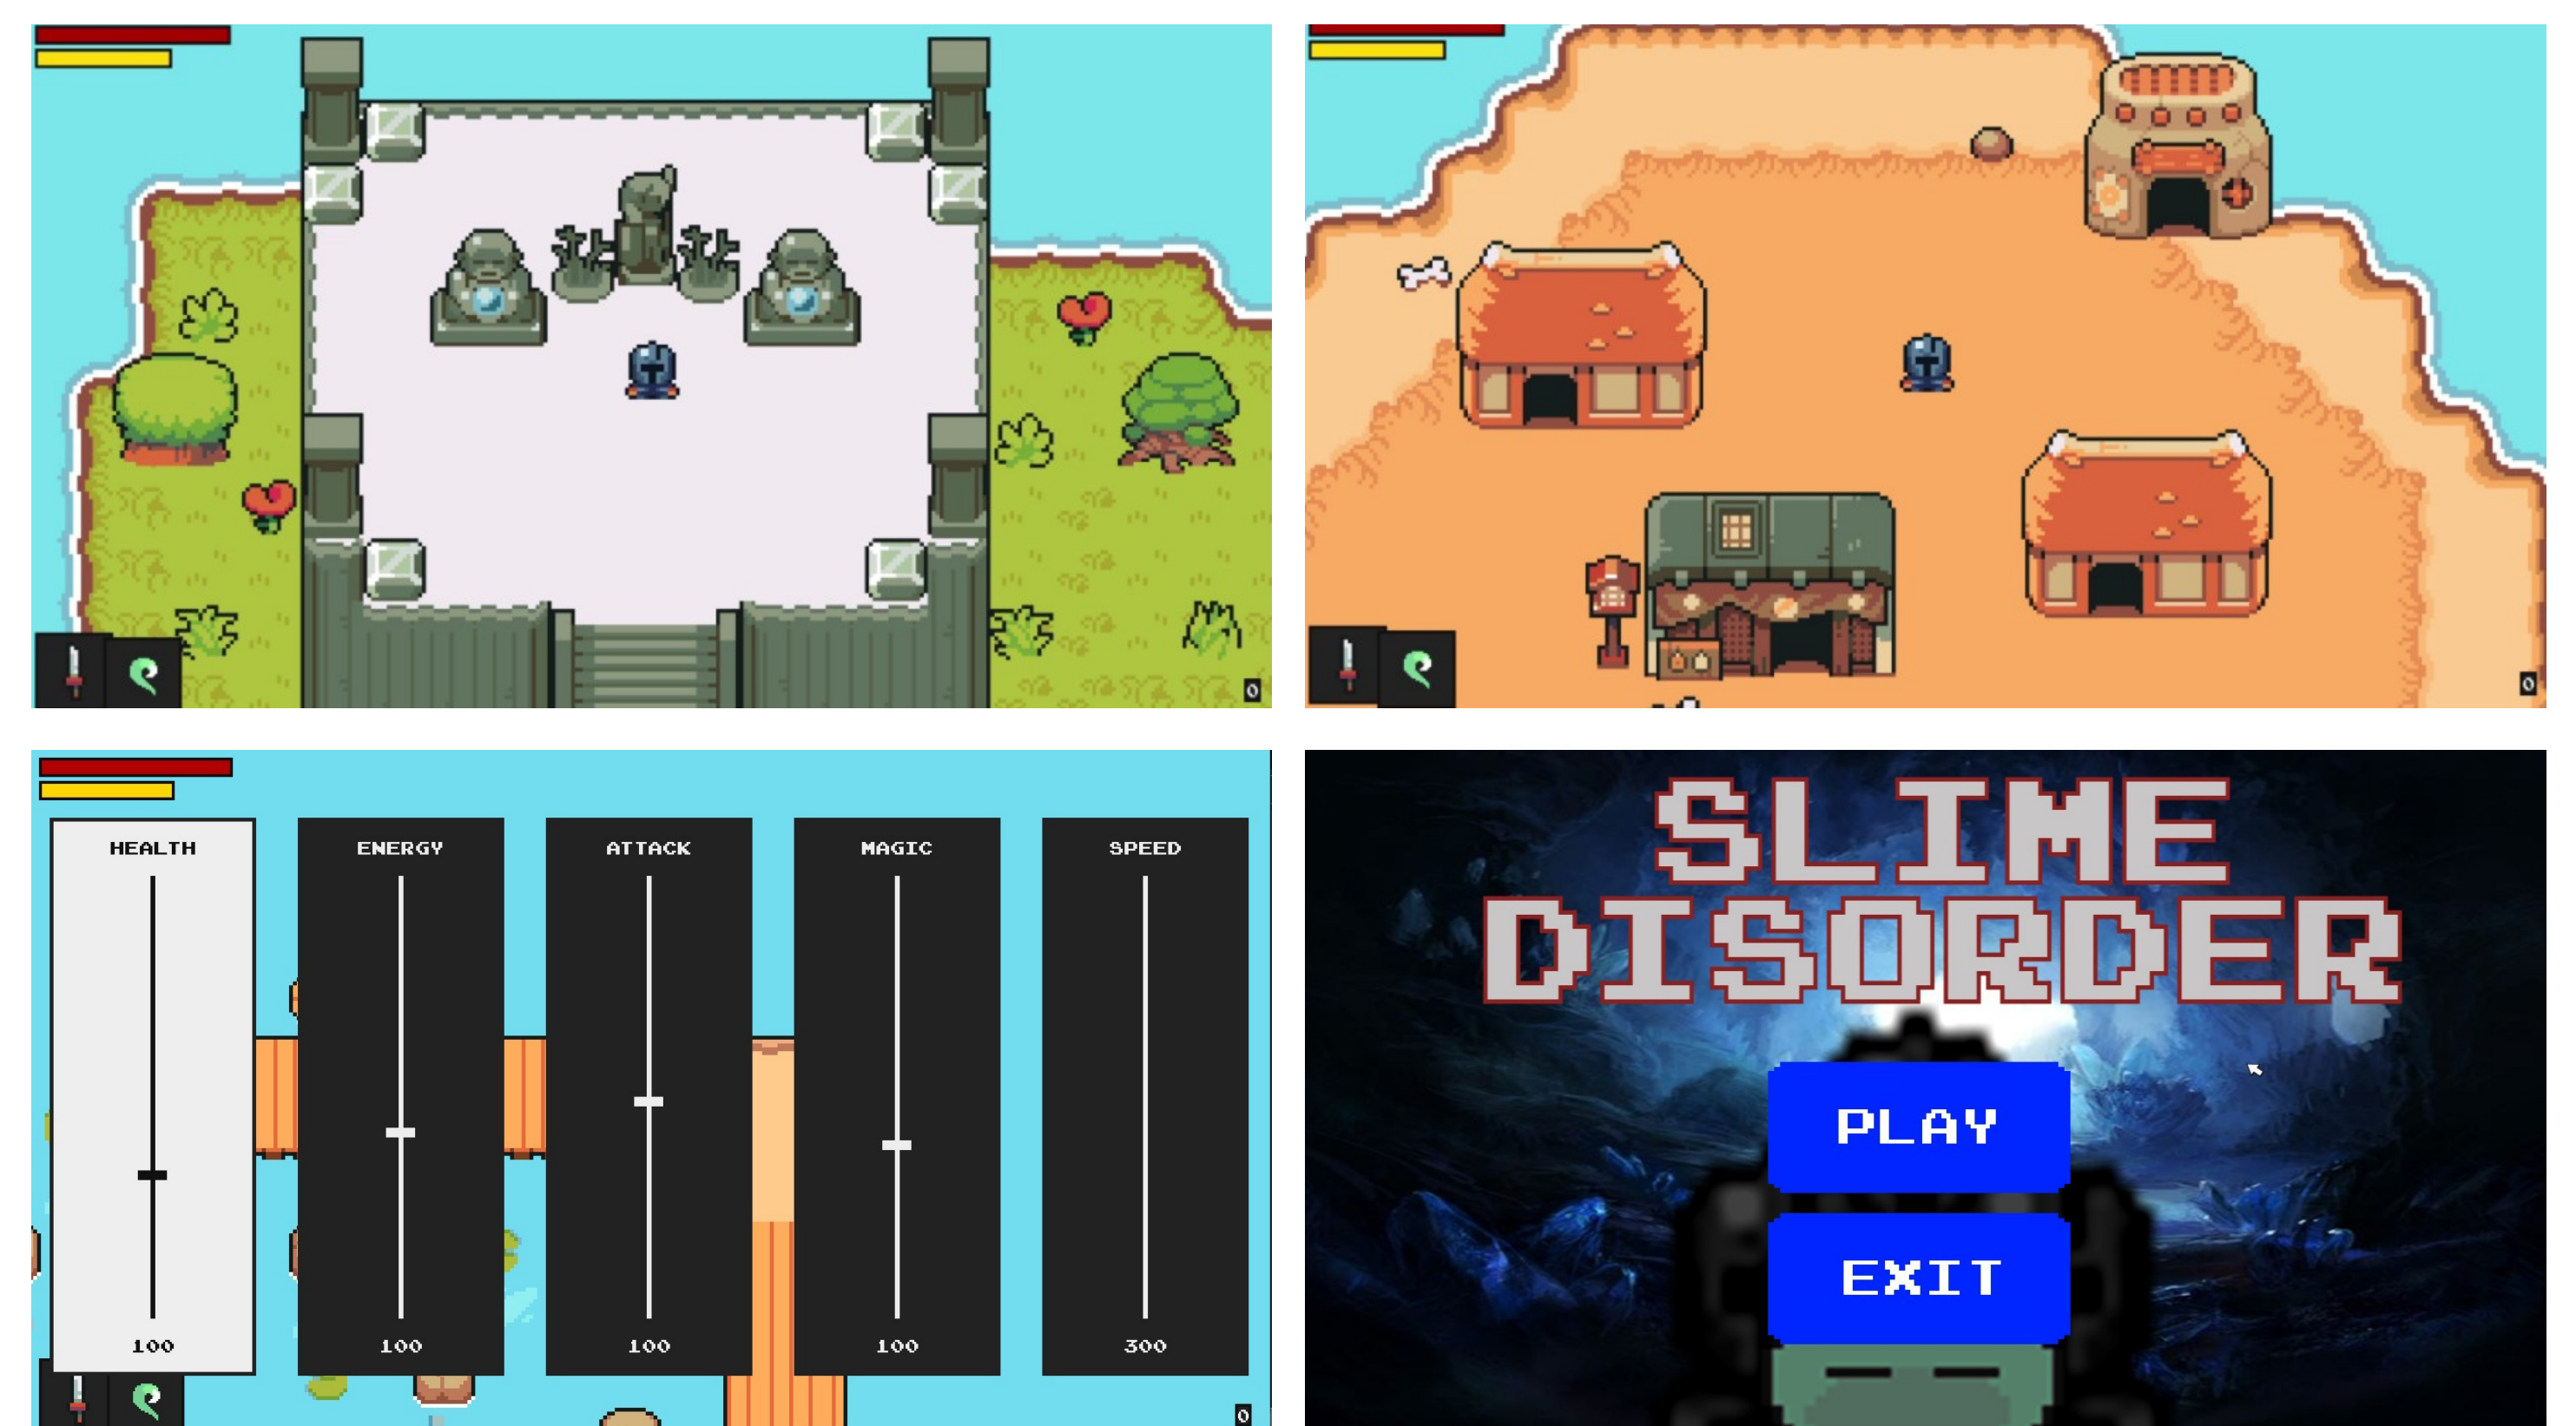 0
0
HEALTH ENERGY ATTACK MAGIC SPEED
100 100 100 100 300
0
SLIME
DISORDER
PLAY
EXIT